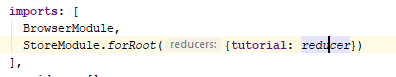 imports: [
BrowserModule,
StoreModule.forRoot( reducers: {tutorial: reducer})
],